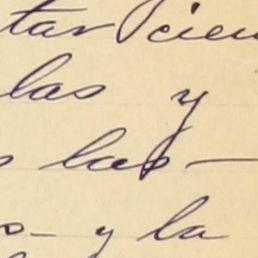 tar cien
las y
s las—
s- y la